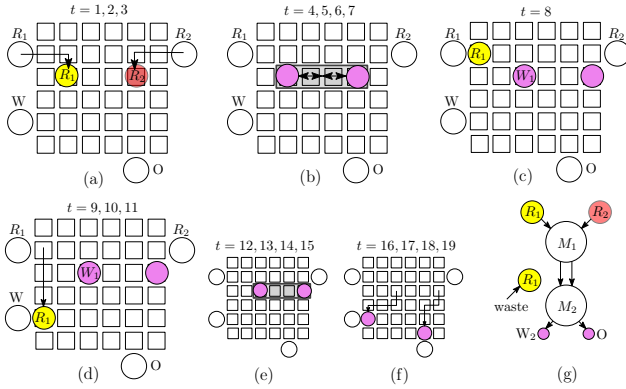 t = 1, 2, 3
R₁
R₂
R₁
R₂
W
O
(a)
t = 4, 5, 6, 7
R₁
R₂
W
O
(b)
t = 8
R₁
R₂
R₁
W₁
W
O
(c)
t = 9, 10, 11
R₁
R₂
W₁
W
R₁
O
(d)
t = 12, 13, 14, 15
(e)
t = 16, 17, 18, 19
(f)
R₁
R₂
M₁
R₁
waste
M₂
W₂
O
(g)